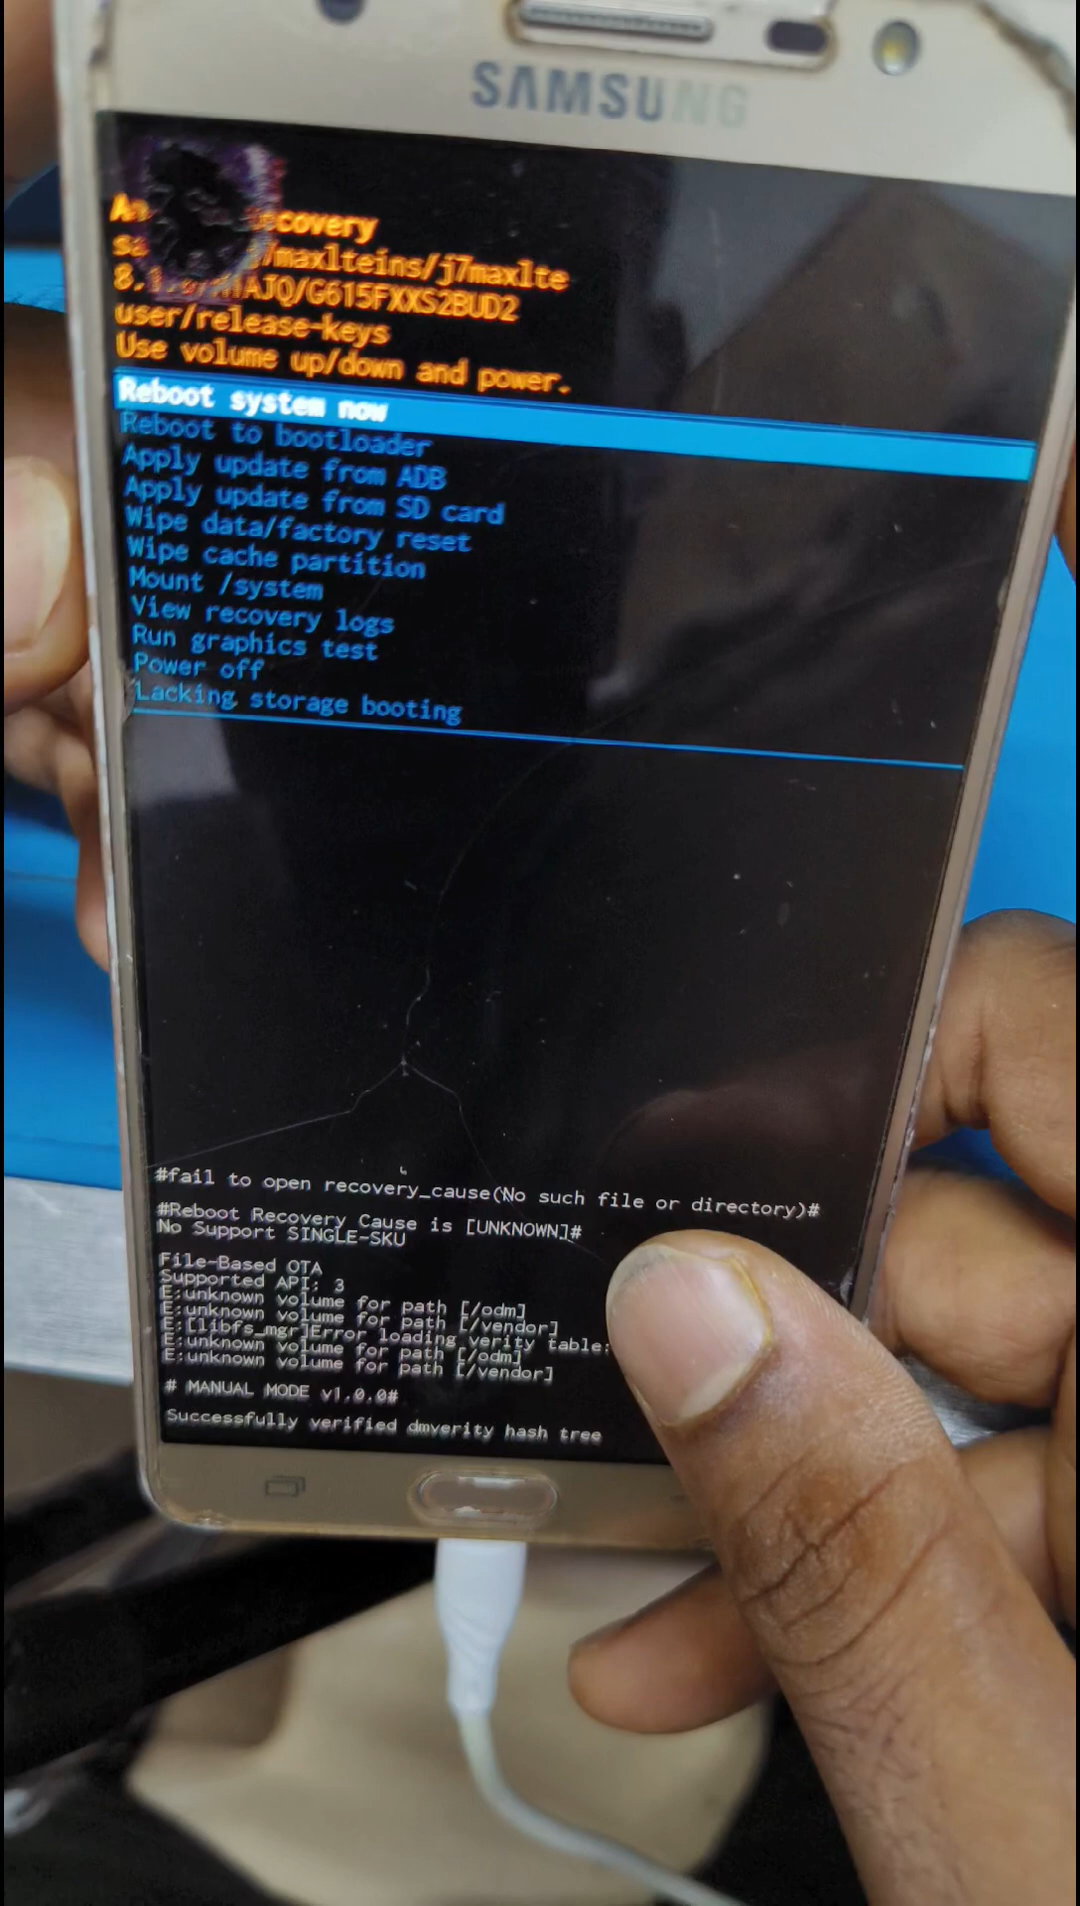 SAMSUNG
ecovery
/maxlteins/j7maxlte
AJQ/G615FXXS2BUD2
user/release-keys
Use volume up/down and power.
Reboot system now
Reboot to bootloader
Apply update from ADB
Apply update from SD card
Wipe data/factory reset
Wipe cache partition
Mount /system
View recovery logs
Run graphics test
Power off
Lacking storage booting
#fail to open recovery_cause(No such file or directory)#
#Reboot Recovery Cause is [UNKNOWN]#
No Support SINGLE-SKU
File-Based OTA
Supported API: 3
E:unknown volume for path [/odm]
E:unknown volume for path [/vendor]
E:[libfs_mgr]Error loading verity table:
E:unknown volume for path [/odm]
E:unknown volume for path [/vendor]
# MANUAL MODE v1.0.0#
Successfully verified dmverity hash tree